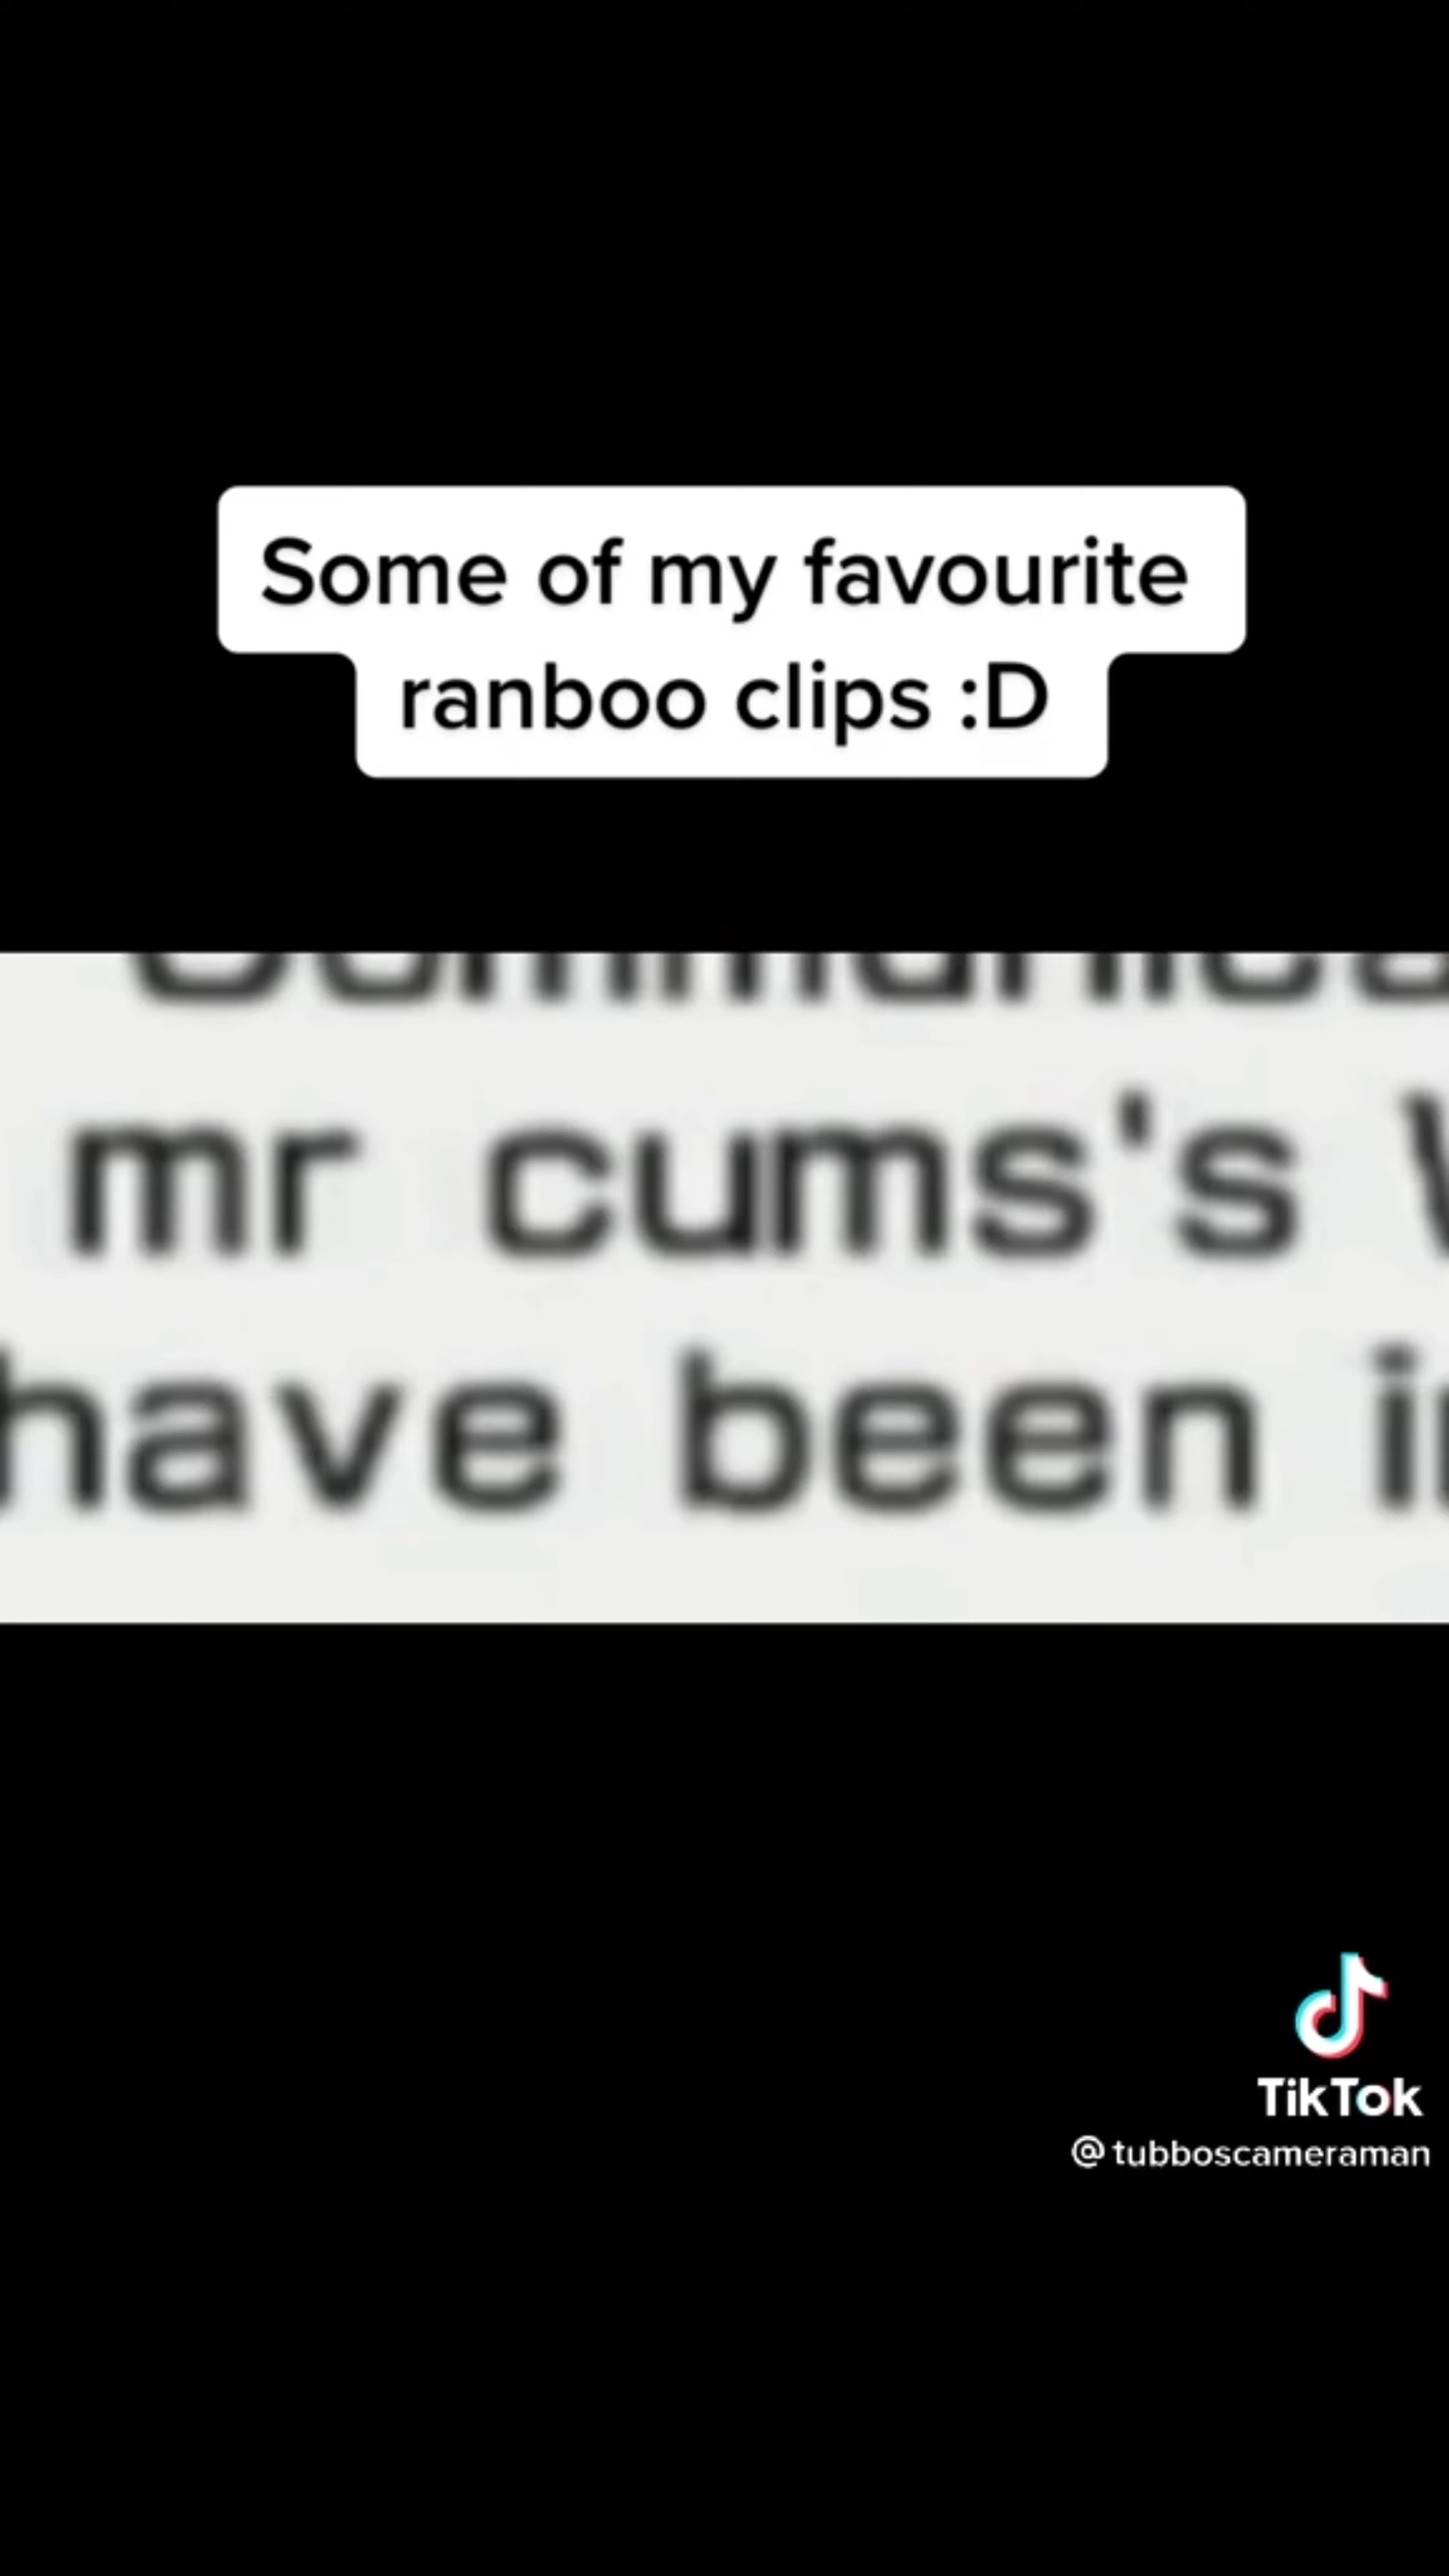 Some of my favourite
ranboo clips :D
mr cums's
have been
TikTok
@tubboscameraman